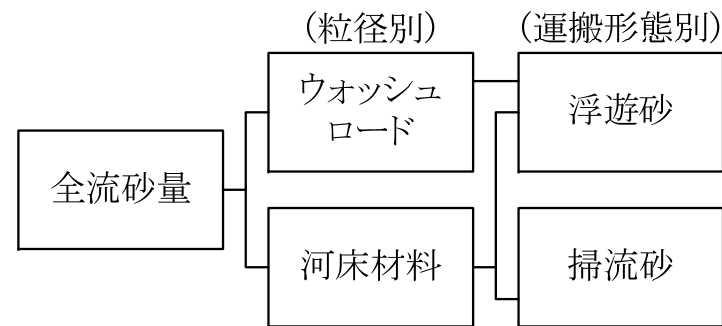 (粒径別)
(運搬形態別)
ウォッシュ
ロード
浮遊砂
全流砂量
河床材料
掃流砂